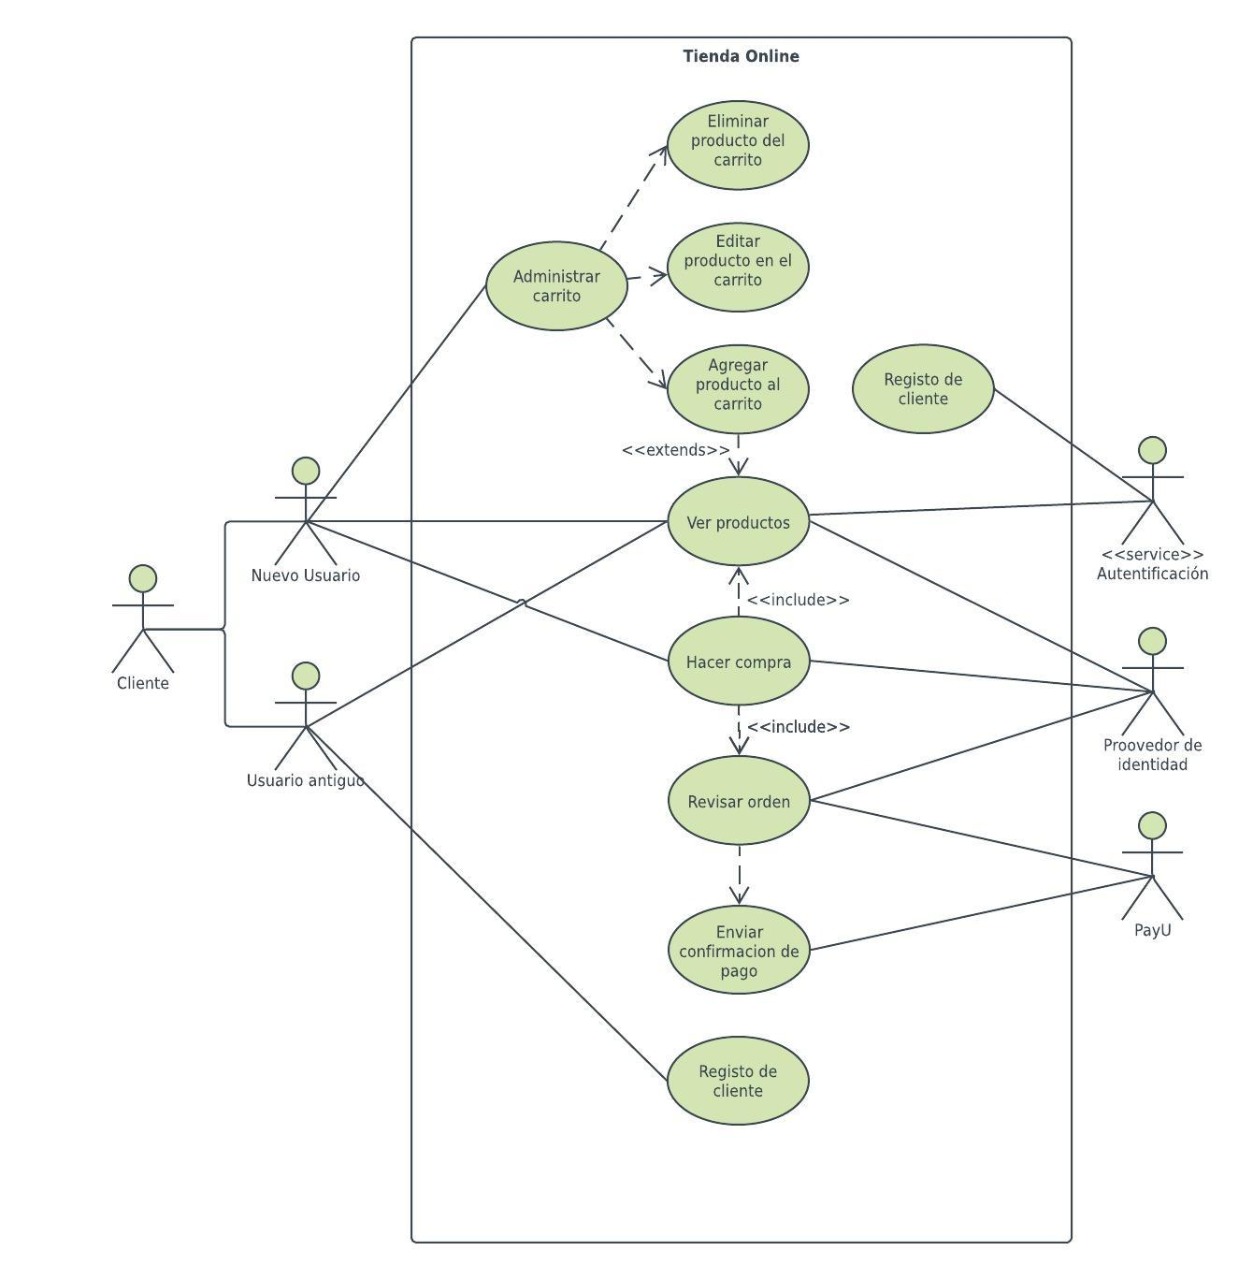 Tienda Online
Eliminar
producto del
carrito
Editar
producto en el
carrito
Administrar
carrito
Agregar
producto al
carrito
Registo de
cliente
<<extends>>
Ver productos
<<service>>
Autentificación
Nuevo Usuario
<<include>>
Hacer compra
Cliente
<<include>>
Proovedor de
identidad
Usuario antiguo
Revisar orden
Enviar
confirmacion de
pago
PayU
Registo de
cliente